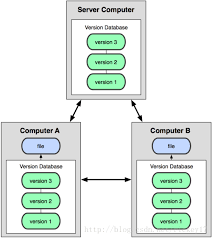 Server Computer
Version Database
version 3
version 2
version 1
Computer A
file
Version Database
version 3
version 2
version 1
Computer B
file
Version Database
version 3
version 2
version 1